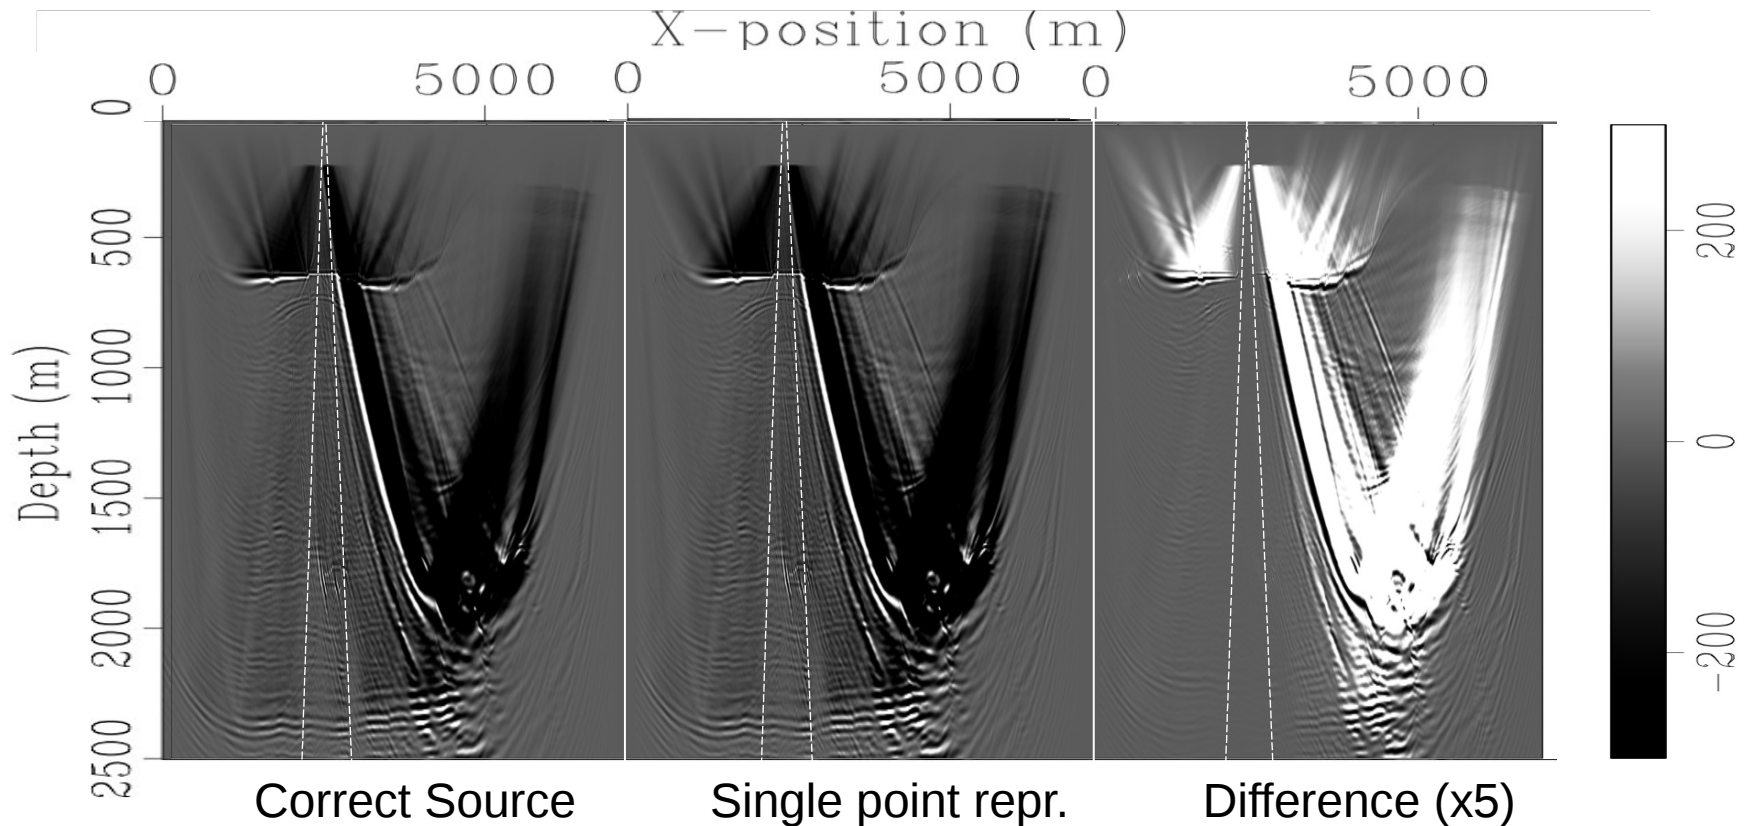 X-position (m)
0 5000 0 5000 0 5000
0
500
1000
1500
2000
2500
Depth (m)
200
0
-200
Correct Source Single point repr. Difference (x5)